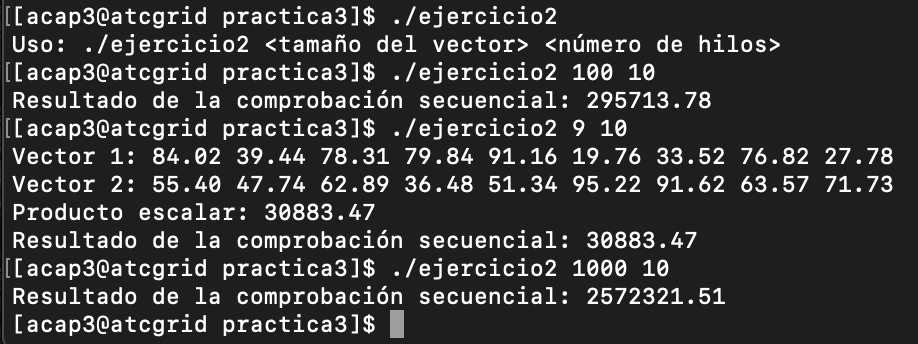 [[acap3@atcgrid practica3]$ ./ejercicio2
Uso: ./ejercicio2 <tamaño del vector> <número de hilos>
[[acap3@atcgrid practica3]$ ./ejercicio2 100 10
Resultado de la comprobación secuencial: 295713.78
[[acap3@atcgrid practica3]$ ./ejercicio2 9 10
Vector 1: 84.02 39.44 78.31 79.84 91.16 19.76 33.52 76.82 27.78
Vector 2: 55.40 47.74 62.89 36.48 51.34 95.22 91.62 63.57 71.73
Producto escalar: 30883.47
Resultado de la comprobación secuencial: 30883.47
[[acap3@atcgrid practica3]$ ./ejercicio2 1000 10
Resultado de la comprobación secuencial: 2572321.51
[acap3@atcgrid practica3]$